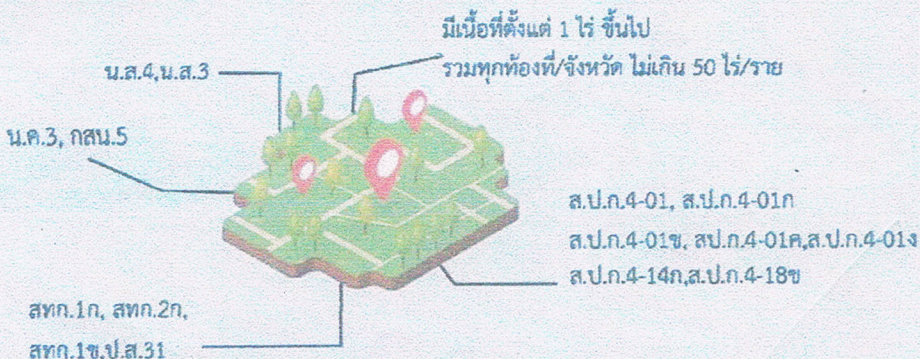 มีเนื้อที่ตั้งแต่ 1 ไร่ ขึ้นไป
รวมทุกท้องที่/จังหวัด ไม่เกิน 50 ไร่/ราย
น.ส.4,น.ส.3
น.ค.3, กสน.5
ส.ป.ก.4-01, ส.ป.ก.4-01ก
ส.ป.ก.4-01ข, สป.ก.4-01ค,ส.ป.ก.4-01ง
ส.ป.ก.4-14ก,ส.ป.ก.4-18ข
สทก.1ก, สทก.2ก,
สทก.1ข,ป.ส.31